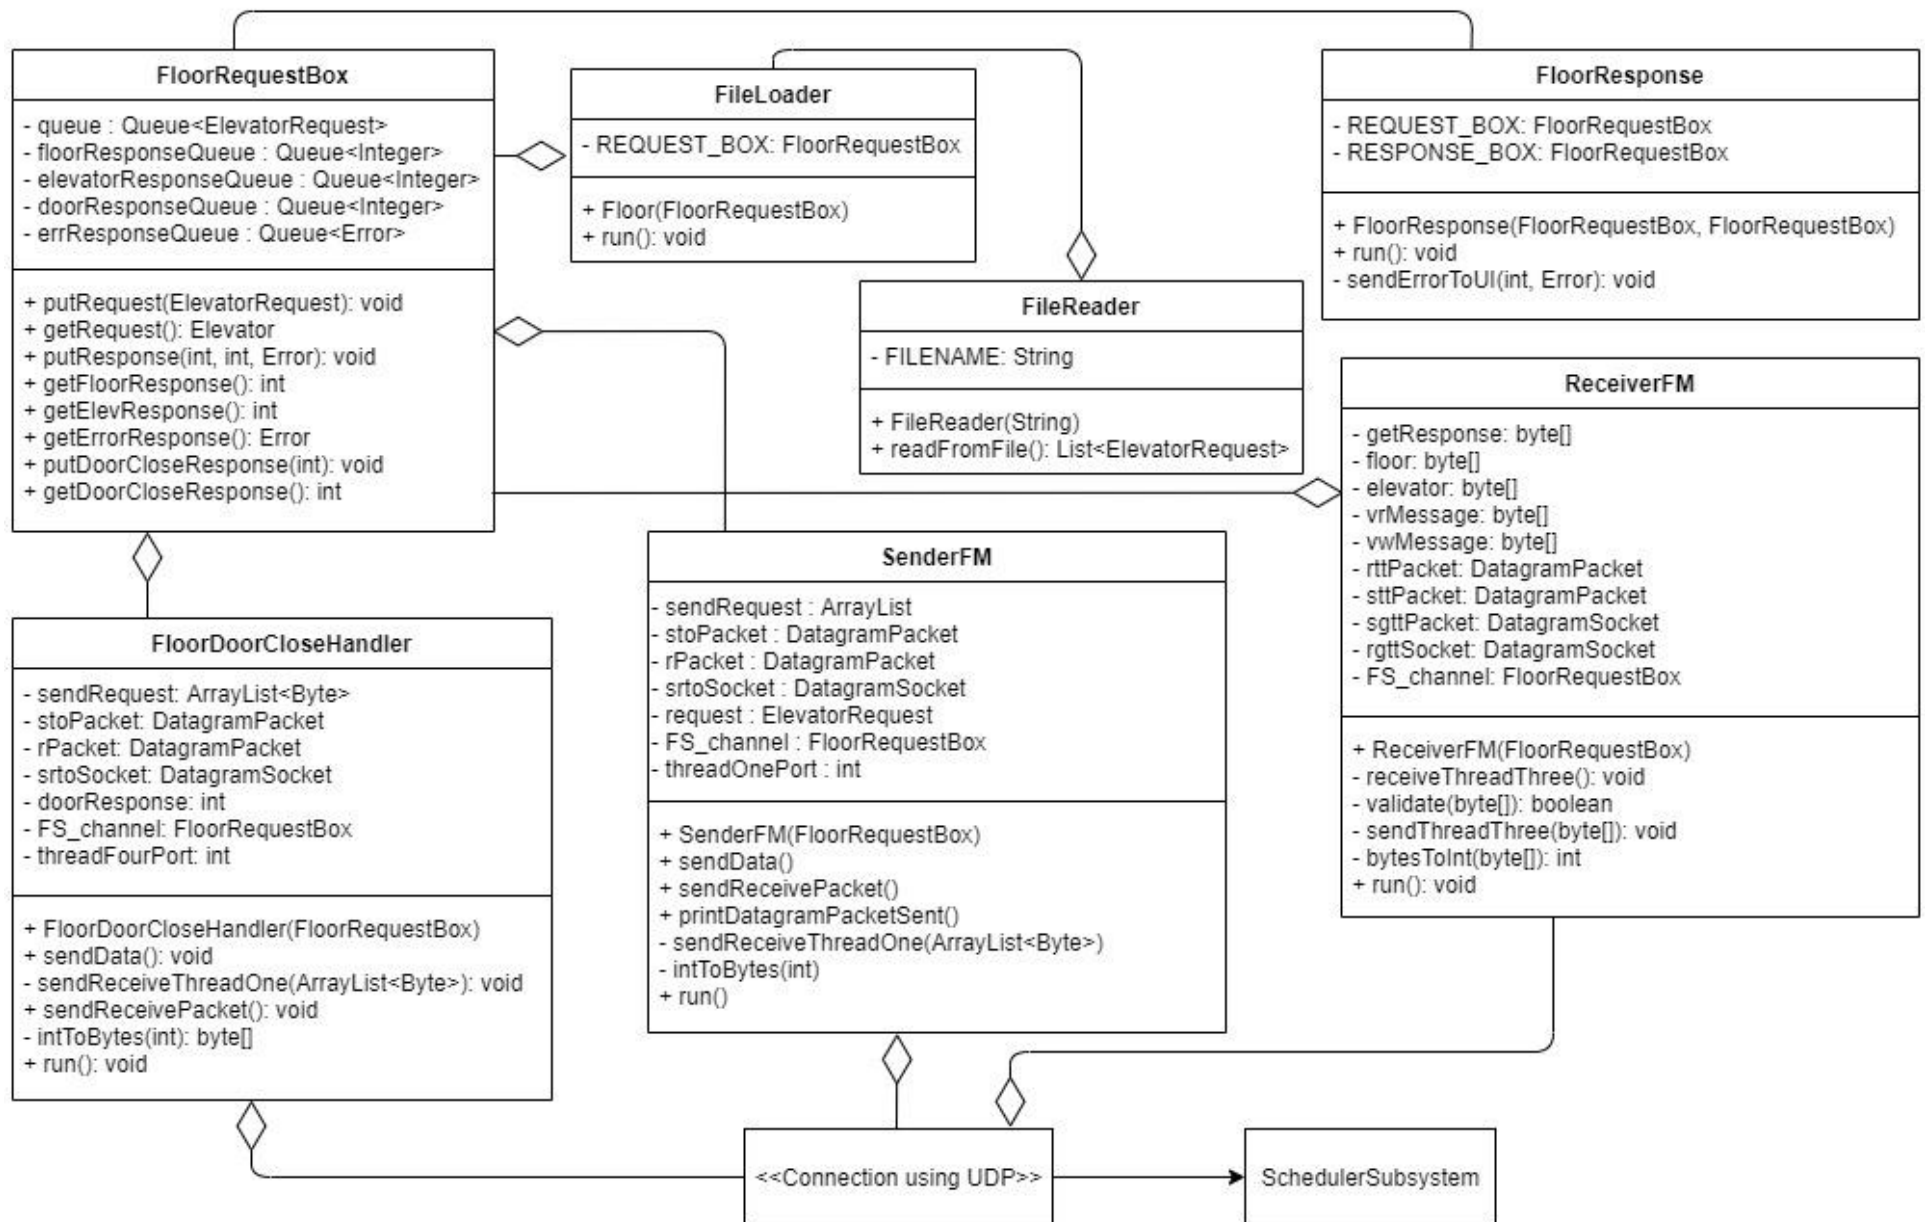 FloorRequestBox
- queue : Queue<ElevatorRequest>
- floorResponseQueue : Queue<Integer>
- elevatorResponseQueue : Queue<Integer>
- doorResponseQueue : Queue<Integer>
- errResponseQueue : Queue<Error>
+ putRequest(ElevatorRequest): void
+ getRequest(): Elevator
+ putResponse(int, int, Error): void
+ getFloorResponse(): int
+ getElevResponse(): int
+ getErrorResponse(): Error
+ putDoorCloseResponse(int): void
+ getDoorCloseResponse(): int
FileLoader
- REQUEST_BOX: FloorRequestBox
+ Floor(FloorRequestBox)
+ run(): void
FloorResponse
- REQUEST_BOX: FloorRequestBox
- RESPONSE_BOX: FloorRequestBox
+ FloorResponse(FloorRequestBox, FloorRequestBox)
+ run(): void
- sendErrorToUI(int, Error): void
FileReader
- FILENAME: String
+ FileReader(String)
+ readFromFile(): List<ElevatorRequest>
ReceiverFM
- getResponse: byte[]
- floor: byte[]
- elevator: byte[]
- vrMessage: byte[]
- vwMessage: byte[]
- rttPacket: DatagramPacket
- sttPacket: DatagramPacket
- sgttPacket: DatagramSocket
- rgttSocket: DatagramSocket
- FS_channel: FloorRequestBox
+ ReceiverFM(FloorRequestBox)
- receiveThreadThree(): void
- validate(byte[]): boolean
- sendThreadThree(byte[]): void
- bytesToInt(byte[]): int
+ run(): void
SenderFM
- sendRequest : ArrayList
- stoPacket : DatagramPacket
- rPacket : DatagramPacket
- srtoSocket : DatagramSocket
- request : ElevatorRequest
- FS_channel : FloorRequestBox
- threadOnePort : int
+ SenderFM(FloorRequestBox)
+ sendData()
+ sendReceivePacket()
+ printDatagramPacketSent()
- sendReceiveThreadOne(ArrayList<Byte>)
- intToBytes(int)
+ run()
FloorDoorCloseHandler
- sendRequest: ArrayList<Byte>
- stoPacket: DatagramPacket
- rPacket: DatagramPacket
- srtoSocket: DatagramSocket
- doorResponse: int
- FS_channel: FloorRequestBox
- threadFourPort: int
+ FloorDoorCloseHandler(FloorRequestBox)
+ sendData(): void
- sendReceiveThreadOne(ArrayList<Byte>): void
+ sendReceivePacket(): void
- intToBytes(int): byte[]
+ run(): void
<<Connection using UDP>>
SchedulerSubsystem